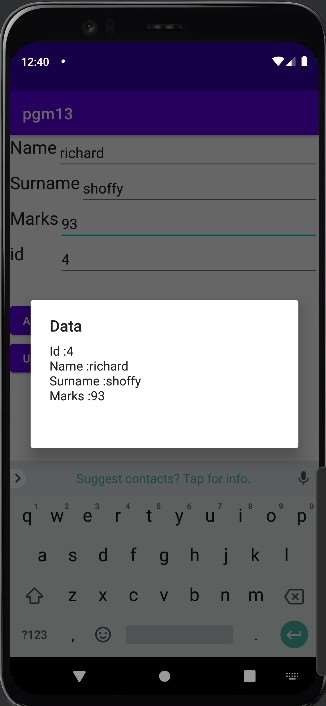 12:40
pgm13
Name richard
Surname shoffy
Marks 93
id 4
A
U
Data
Id :4
Name :richard
Surname :shoffy
Marks :93
Suggest contacts? Tap for info.
q w e r t y u i o p
a s d f g h j k l
z x c v b n m
?123 , .